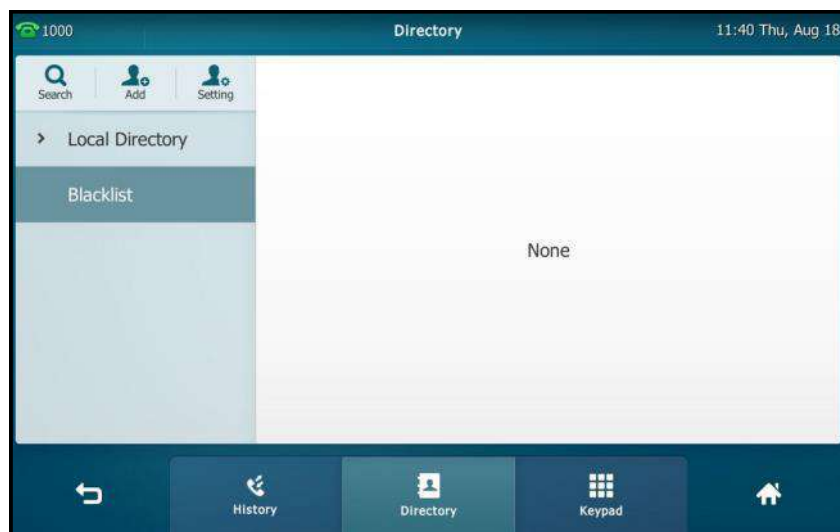 1000
Directory
11:40 Thu, Aug 18
Search
Add
Setting
Local Directory
Blacklist
None
History
Directory
Keypad